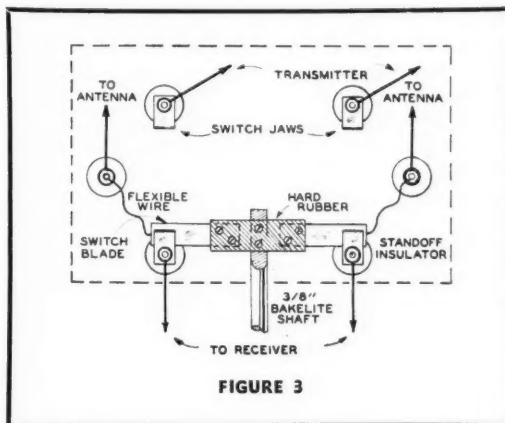 TRANSMITTER
TO
ANTENNA
TO
ANTENNA
SWITCH JAWS
FLEXIBLE
WIRE
HARD
RUBBER
SWITCH
BLADE
STANDOFF
INSULATOR
3/8"
BAKELITE
SHAFT
TO RECEIVER
FIGURE 3